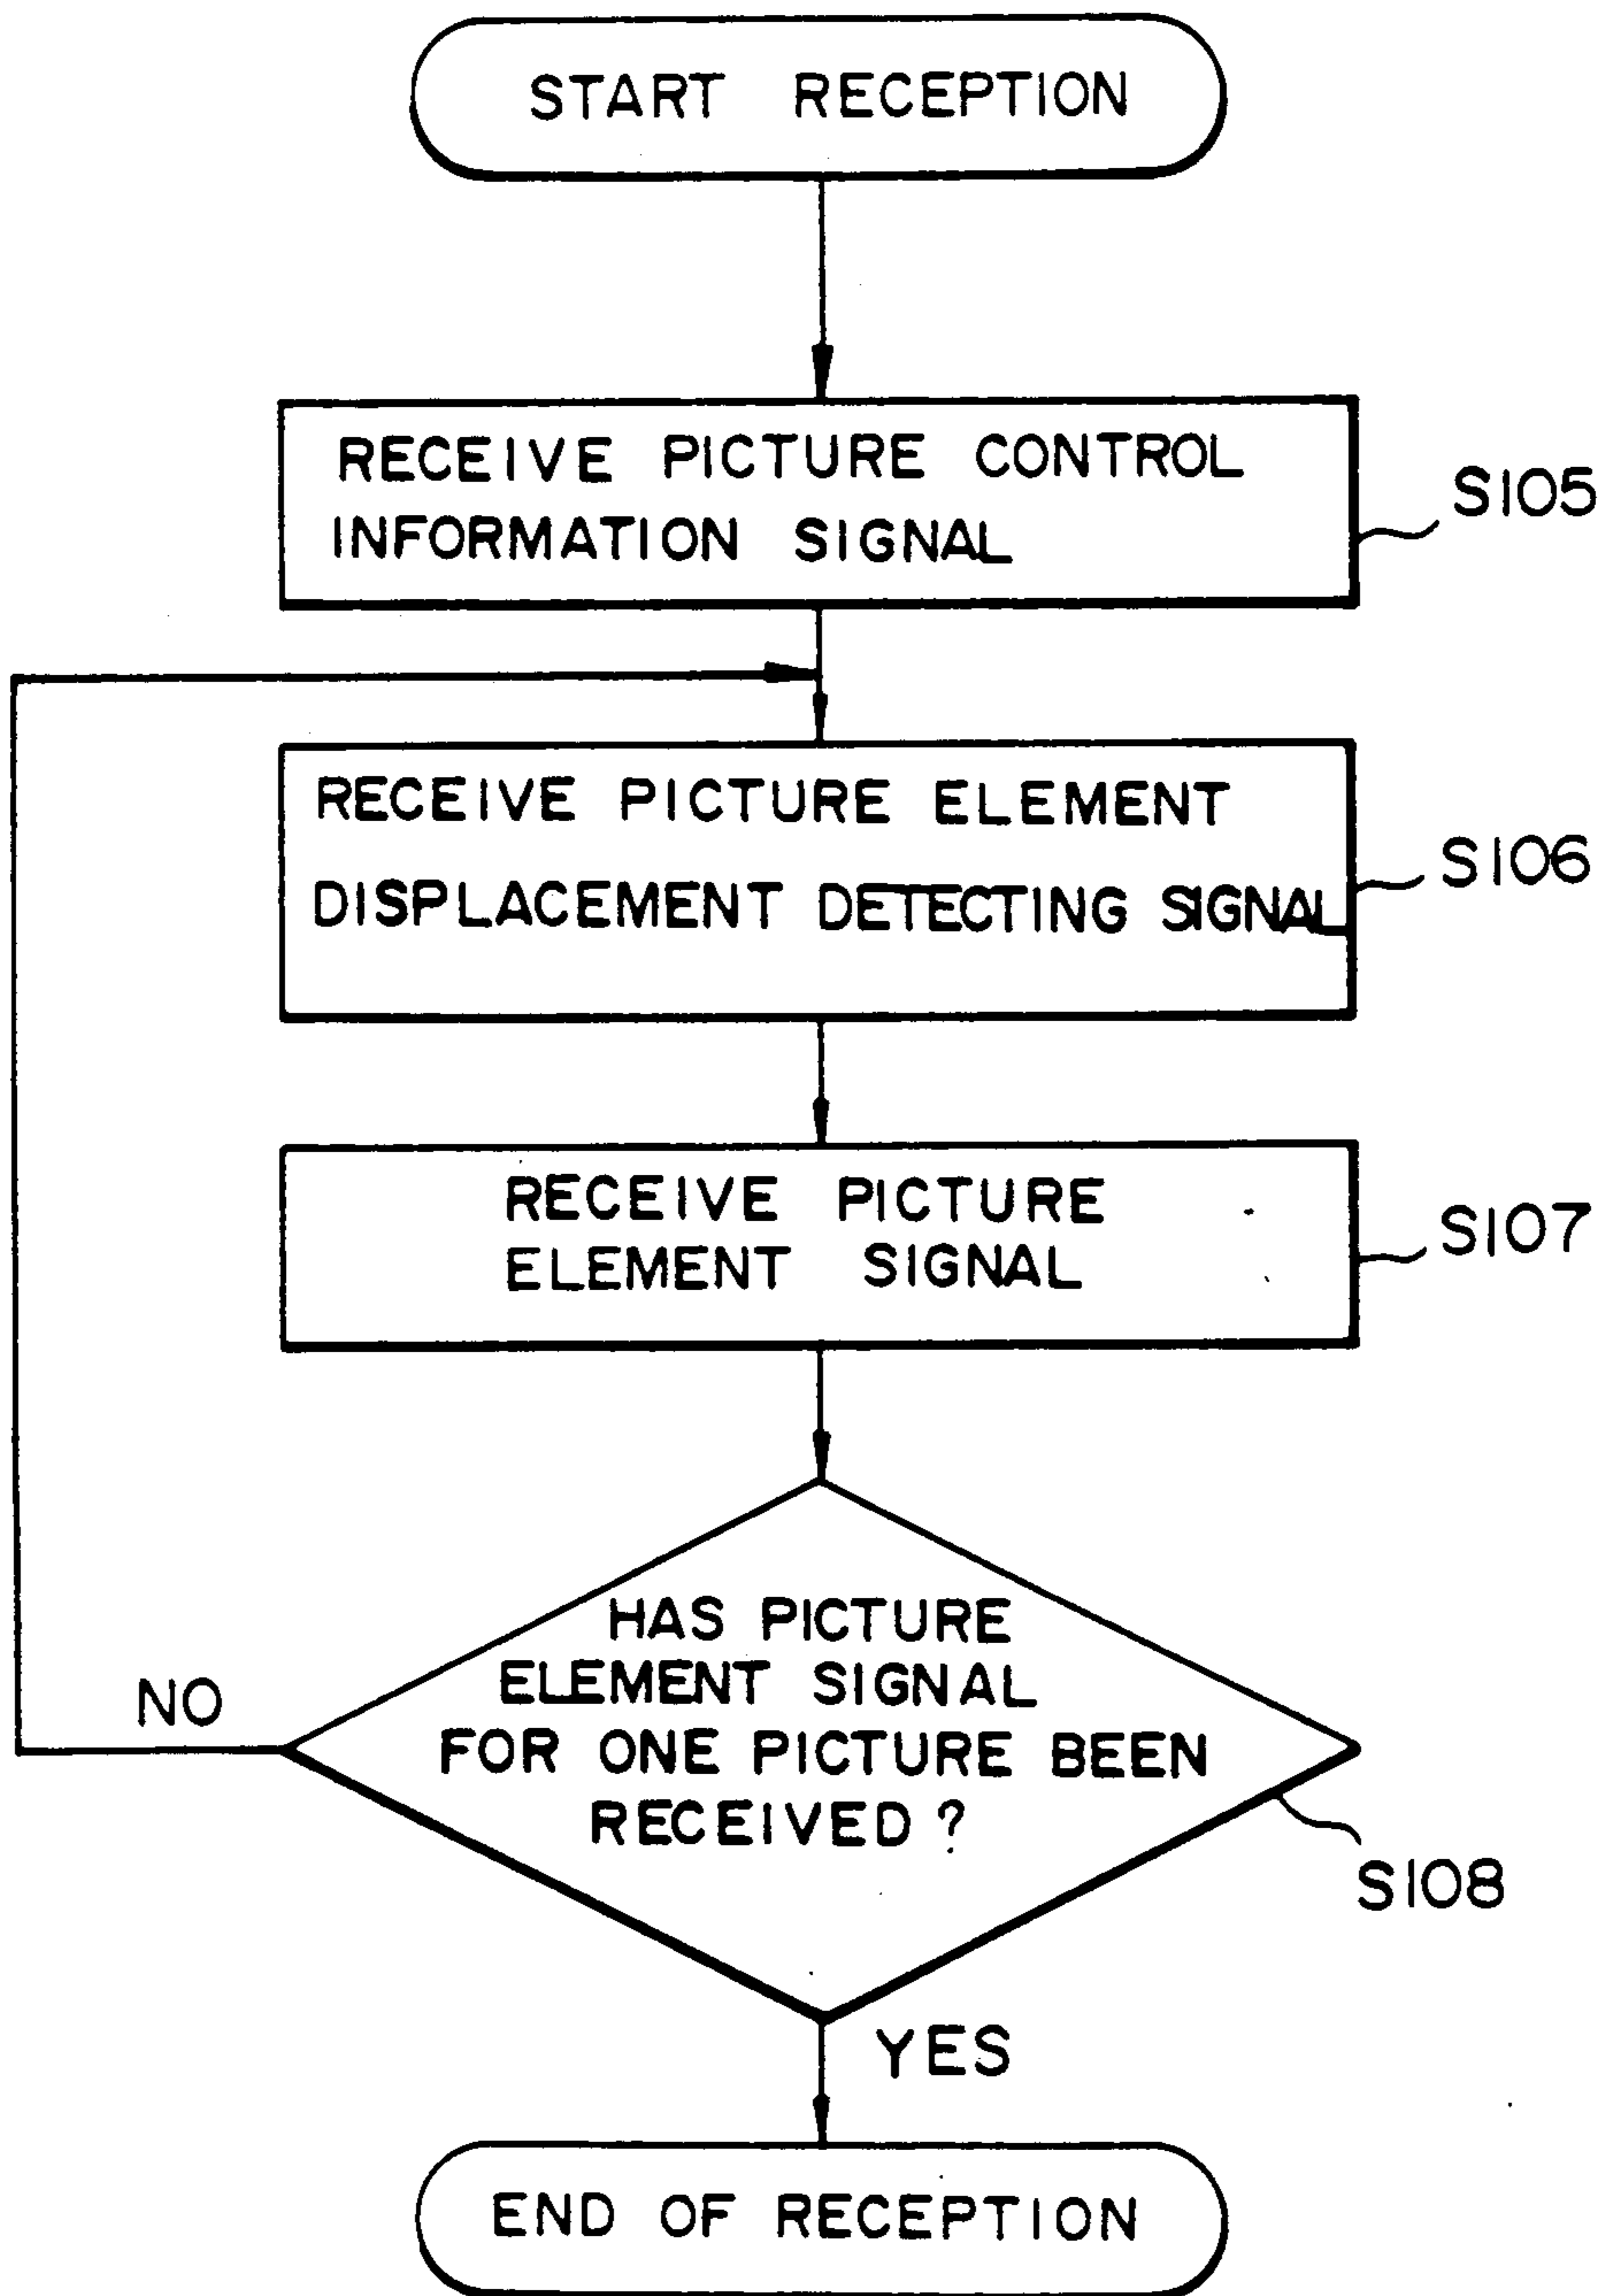 START RECEPTION
RECEIVE PICTURE CONTROL
INFORMATION SIGNAL
S105
RECEIVE PICTURE ELEMENT
DISPLACEMENT DETECTING SIGNAL
S106
RECEIVE PICTURE
ELEMENT SIGNAL
S107
HAS PICTURE
ELEMENT SIGNAL
FOR ONE PICTURE BEEN
RECEIVED ?
NO
S108
YES
END OF RECEPTION